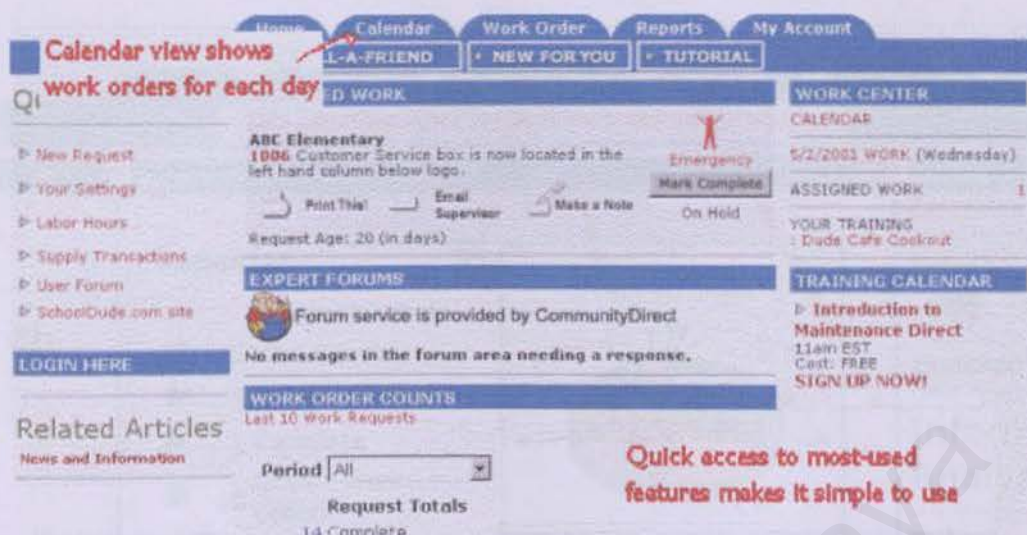 Home Calendar Work Order Reports My Account
Calendar view shows
work orders for each day
LL-A-FRIEND • NEW FOR YOU • TUTORIAL
ED WORK
ABC Elementary
1006 Customer Service box is now located in the
left hand column below logo.
Emergency
Mark Complete
On Hold
Print This!
Email
Supervisor
Make a Note
Request Age: 20 (in days)
New Request
Your Settings
Labor Hours
Supply Transactions
User Forum
SchoolDude.com site
LOGIN HERE
Related Articles
News and Information
EXPERT FORUMS
Forum service is provided by CommunityDirect
No messages in the forum area needing a response.
WORK ORDER COUNTS
Last 10 Work Requests
Period All
Request Totals
14 Complete
WORK CENTER
CALENDAR
5/2/2001 WORK (Wednesday)
ASSIGNED WORK 1
YOUR TRAINING
: Dude Cafe Cookout
TRAINING CALENDAR
Introduction to
Maintenance Direct
11am EST
Cost: FREE
SIGN UP NOW!
Quick access to most-used
features makes it simple to use